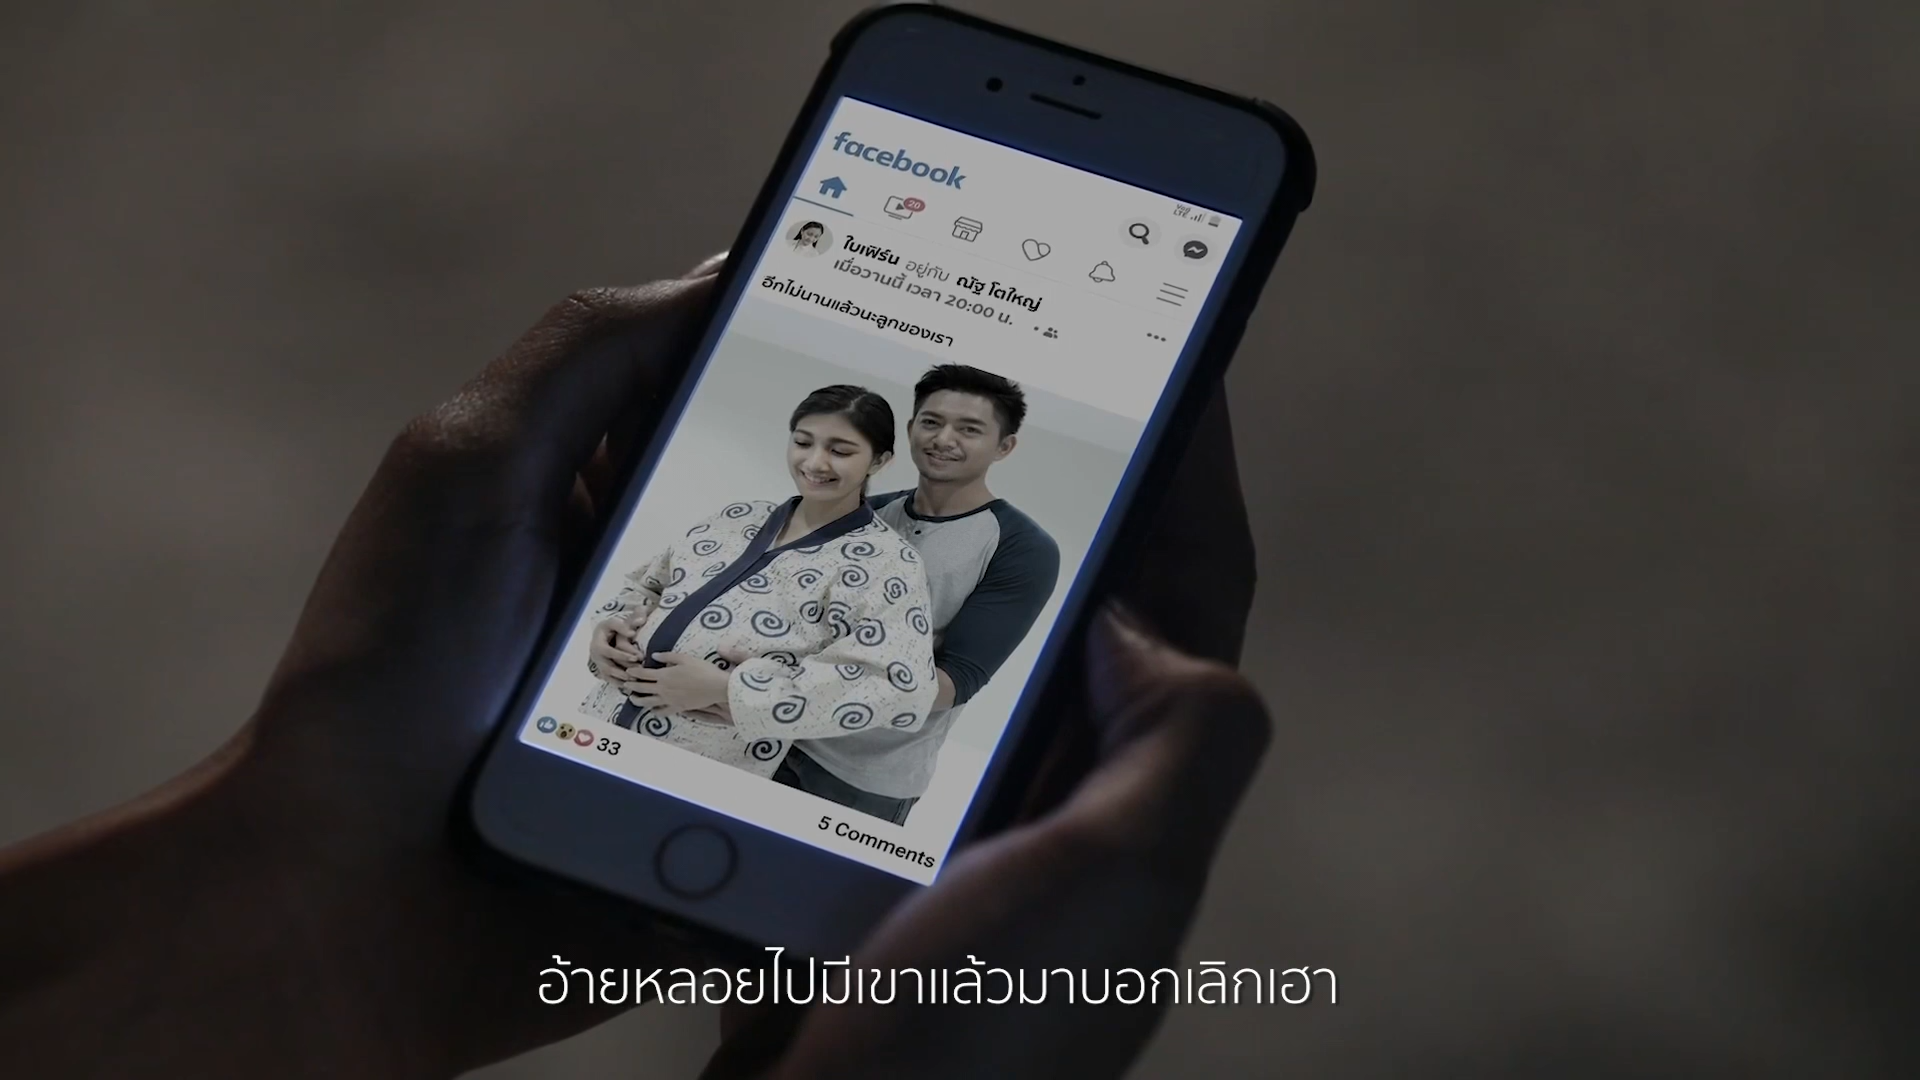 facebook
20
Vo))
LTE
ใบเฟิร์น อยู่กับ ณัฐ โตใหญ่
เมื่อวานนี้ เวลา 20:00 น.
อีกไม่นานแล้วนะลูกของเรา
33
5 Comments
อ้ายหลอยไปมีเขาแล้วมาบอกเลิกเฮา